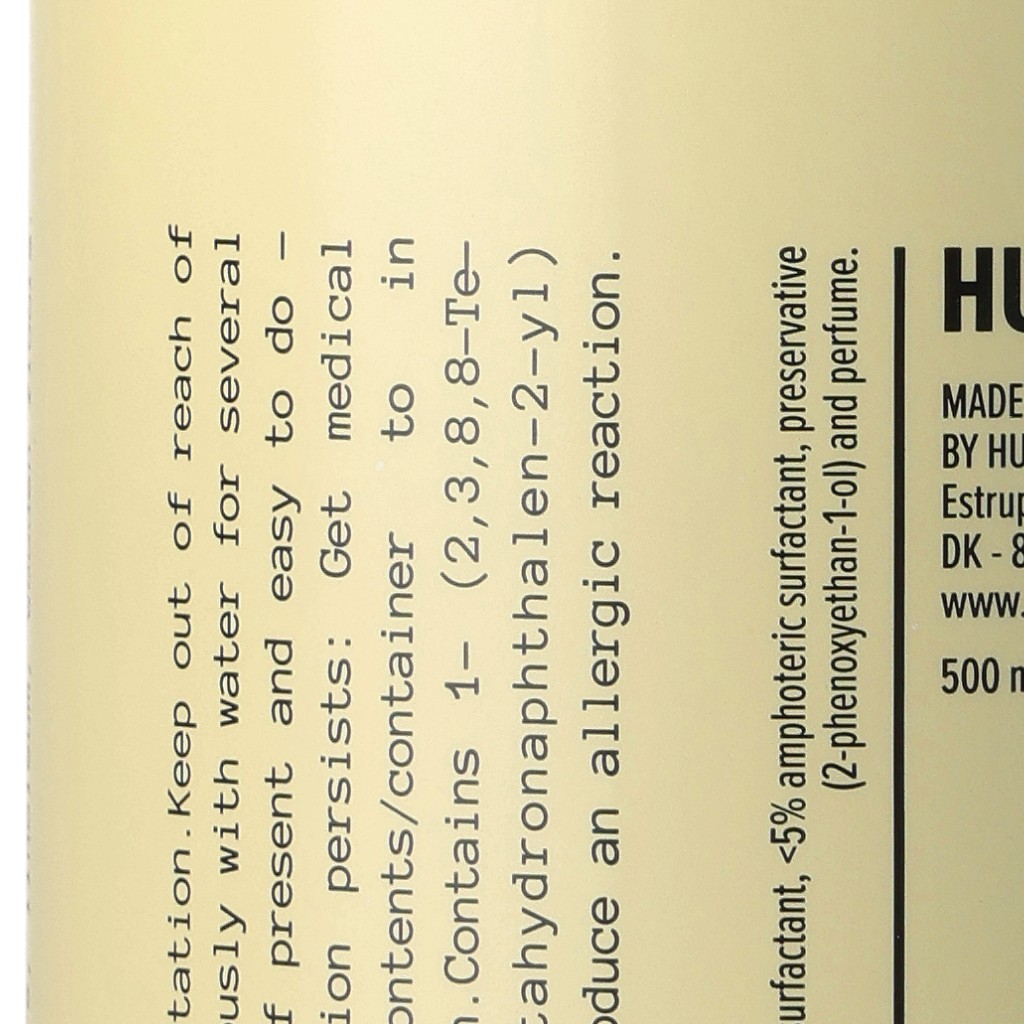 tation.Keep out of reach of
ously with water for several
f present and easy to do -
ion persists: Get medical
ontents/container to in
n.Contains 1- (2,3,8,8-Te-
tahydronaphthalen-2-yl)
oduce an allergic reaction.
urfactant, <5% amphoteric surfactant, preservative
(2-phenoxyethan-1-ol) and perfume.
HU
MADE
BY HU
Estrup
DK - 8
www.
500 m